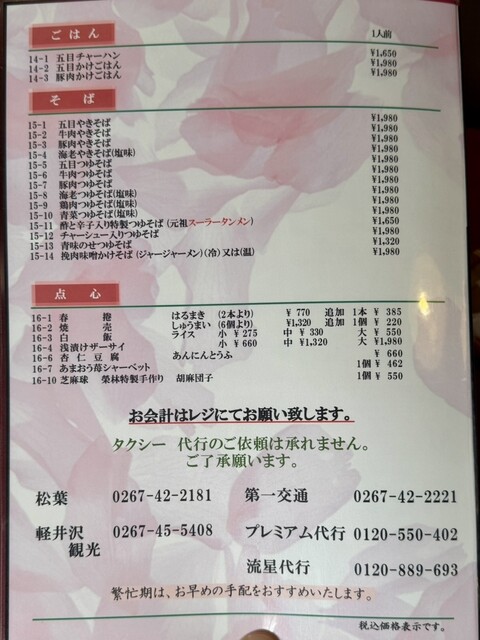 ごはん 1人前
14-1 五目チャーハン ¥1,650
14-2 五目かけごはん ¥1,980
14-3 豚肉かけごはん ¥1,980
そば
15-1 五目やきそば ¥1,980
15-2 牛肉やきそば ¥1,980
15-3 豚肉やきそば ¥1,980
15-4 海老やきそば(塩味) ¥1,980
15-5 五目つゆそば ¥1,980
15-6 牛肉つゆそば ¥1,980
15-7 豚肉つゆそば ¥1,980
15-8 海老つゆそば(塩味) ¥1,980
15-9 鶏肉つゆそば(塩味) ¥1,980
15-10 青菜つゆそば(塩味) ¥1,980
15-11 酢と辛子入り特製つゆそば (元祖スーラータンメン) ¥1,650
15-12 チャーシュー入りつゆそば ¥1,980
15-13 青味のせつゆそば ¥1,320
15-14 挽肉味噌かけそば (ジャージャーメン)(冷) 又は(温) ¥1,980
点心
16-1 春捲 はるまき (2本より) ¥ 770 追加 1本 ¥ 385
16-2 焼売 しゅうまい (6個より) ¥1,320 追加 1個 ¥ 220
16-3 白飯 ライス 小 ¥ 275 中 ¥ 330 大 ¥ 550
16-4 浅漬けザーサイ 小 ¥ 660 中 ¥1,320 大 ¥1,980
16-6 杏仁豆腐 あんにんとうふ ¥ 660
16-7 あまおう苺シャーベット 1個 ¥ 462
16-10 芝麻球 榮林特製手作り 胡麻団子 1個 ¥ 550
お会計はレジにてお願い致します。
タクシー 代行のご依頼は承れません。
ご了承願います。
松葉 0267-42-2181 第一交通 0267-42-2221
軽井沢観光 0267-45-5408 プレミアム代行 0120-550-402
流星代行 0120-889-693
繁忙期は、お早めの手配をおすすめいたします。
税込価格表示です。